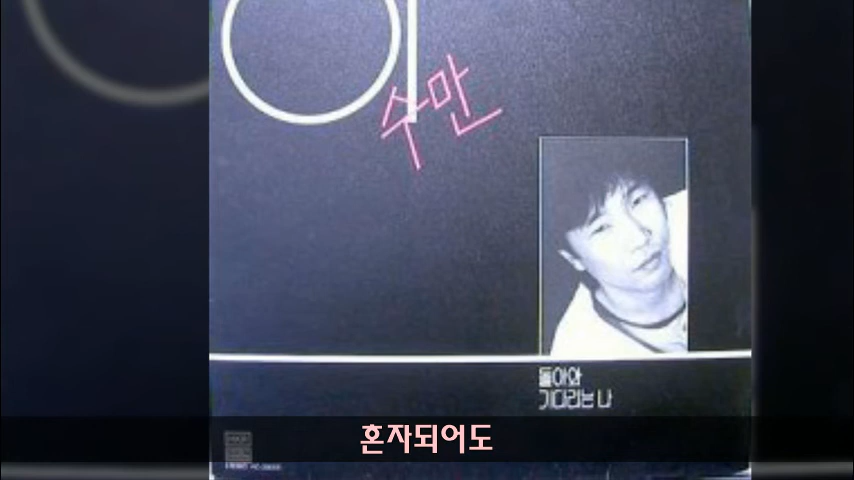 이
수만
돌아와
기다리는 나
혼자되어도